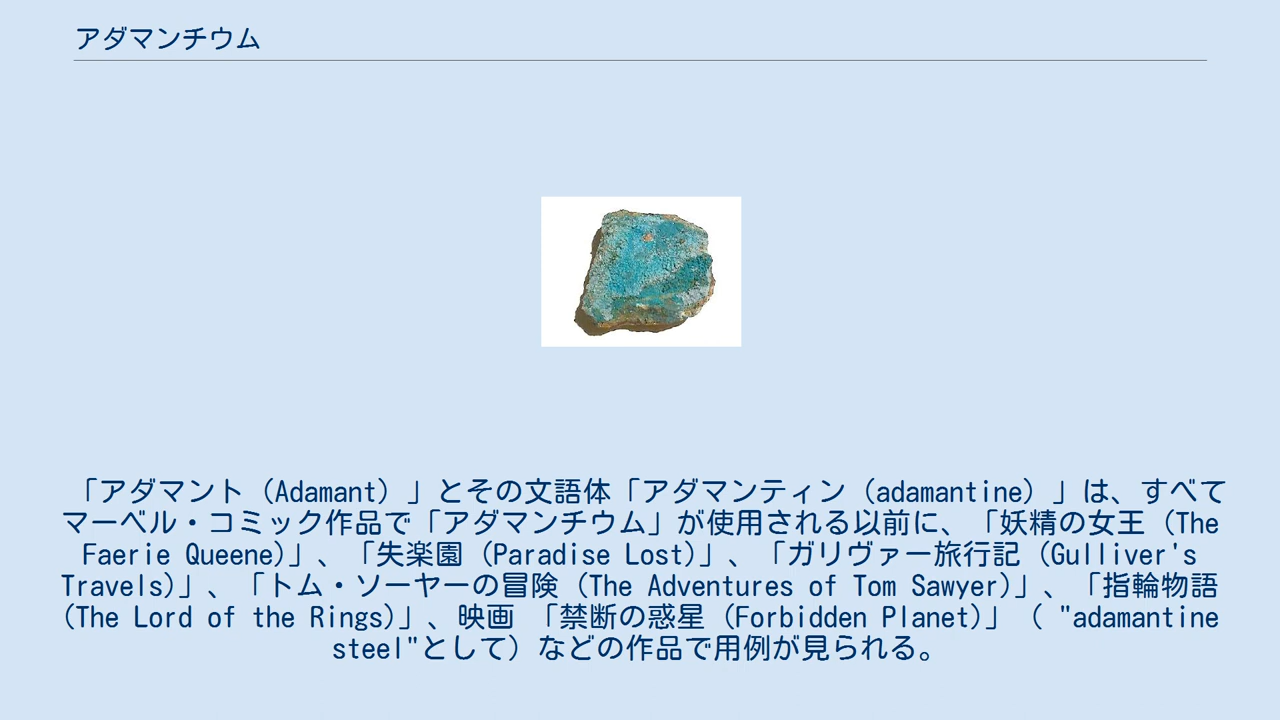 アダマンチウム
「アダマント（Adamant）」とその文語体「アダマンティン（adamantine）」は、すべて
マーベル・コミック作品で「アダマンチウム」が使用される以前に、「妖精の女王（The
Faerie Queene)」、「失楽園（Paradise Lost)」、「ガリヴァー旅行記（Gulliver's
Travels)」、「トム・ソーヤーの冒険（The Adventures of Tom Sawyer)」、「指輪物語
(The Lord of the Rings)」、映画 「禁断の惑星（Forbidden Planet)」（ "adamantine
steel"として）などの作品で用例が見られる。